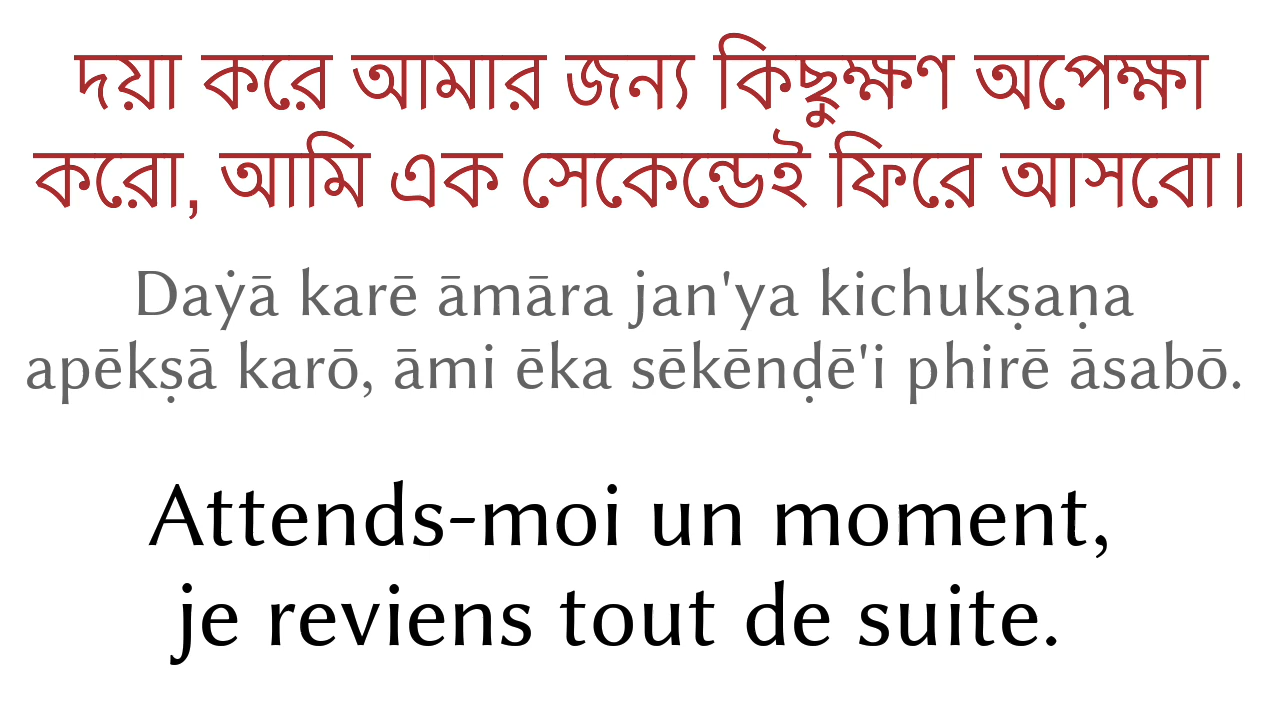 দয়া করে আমার জন্য কিছুক্ষণ অপেক্ষা
করো, আমি এক সেকেন্ডেই ফিরে আসবো।
Daẏā karē āmāra jan'ya kichukṣaṇa
apēkṣā karō, āmi ēka sēkēnḍē'i phirē āsabō.
Attends-moi un moment,
je reviens tout de suite.